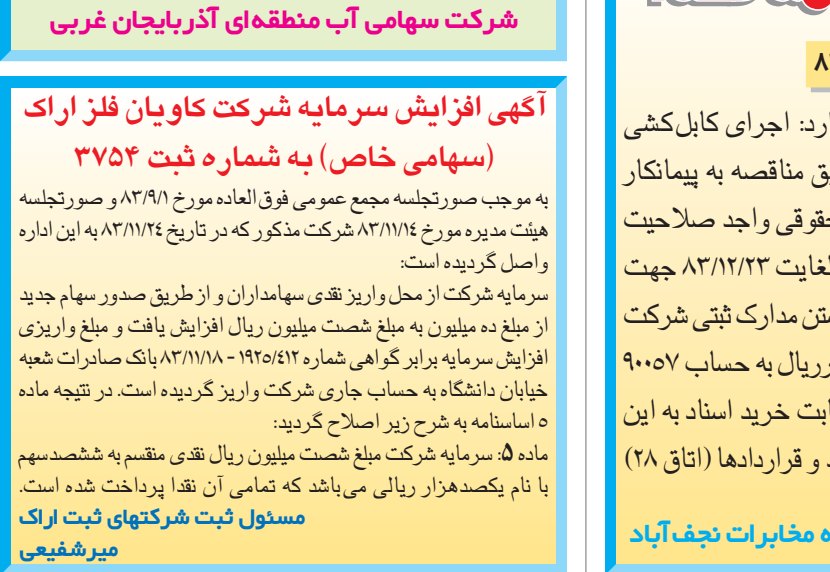 شرکت سهامی آب منطقه‌ای آذربایجان غربی
آگهی افزایش سرمایه شرکت کاویان فلز اراک
(سهامی خاص) به شماره ثبت ۳۷۵۴
به موجب صورتجلسه مجمع عمومی فوق‌العاده مورخ ۸۳/۹/۱ و صورتجلسه
هیئت مدیره مورخ ۸۳/۱۱/۱۴ شرکت مذکور که در تاریخ ۸۳/۱۱/۲۴ به این اداره
واصل گردیده است:
سرمایه شرکت از محل واریز نقدی سهامداران و از طریق صدور سهام جدید
از مبلغ ده میلیون به مبلغ شصت میلیون ریال افزایش یافت و مبلغ واریزی
افزایش سرمایه برابر گواهی شماره ۱۹۲۵/۴۱۲ - ۸۳/۱۱/۱۸ بانک صادرات شعبه
خیابان دانشگاه به حساب جاری شرکت واریز گردیده است. در نتیجه ماده
۵ اساسنامه به شرح زیر اصلاح گردید:
ماده ۵: سرمایه شرکت مبلغ شصت میلیون ریال نقدی منقسم به ششصدسهم
با نام یکصدهزار ریالی می‌باشد که تمامی آن نقدا پرداخت شده است.
مسئول ثبت شرکتهای ثبت اراک
میرشفیعی
اجرای کابل‌کشی
مناقصه به پیمانکار
حقوقی واجد صلاحیت
لغایت ۸۳/۱۲/۲۳ جهت
مدارک ثبتی شرکت
ریال به حساب ۹۰۰۵۷
بابت خرید اسناد به این
و قراردادها (اتاق ۲۸)
مخابرات نجف‌آباد